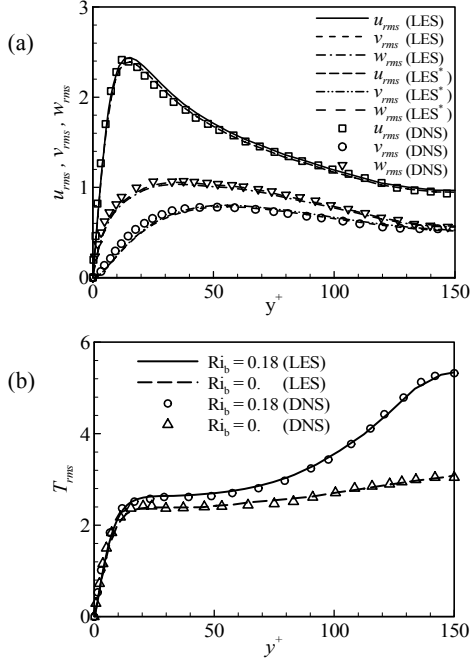 (a)
3
2
1
0
u_rms , v_rms , w_rms
u_rms (LES)
v_rms (LES)
w_rms (LES)
u_rms (LES*)
v_rms (LES*)
w_rms (LES*)
u_rms (DNS)
v_rms (DNS)
w_rms (DNS)
0 50 100 150
y+
(b)
6
4
2
0
T_rms
Ri_b = 0.18 (LES)
Ri_b = 0. (LES)
Ri_b = 0.18 (DNS)
Ri_b = 0. (DNS)
0 50 100 150
y+